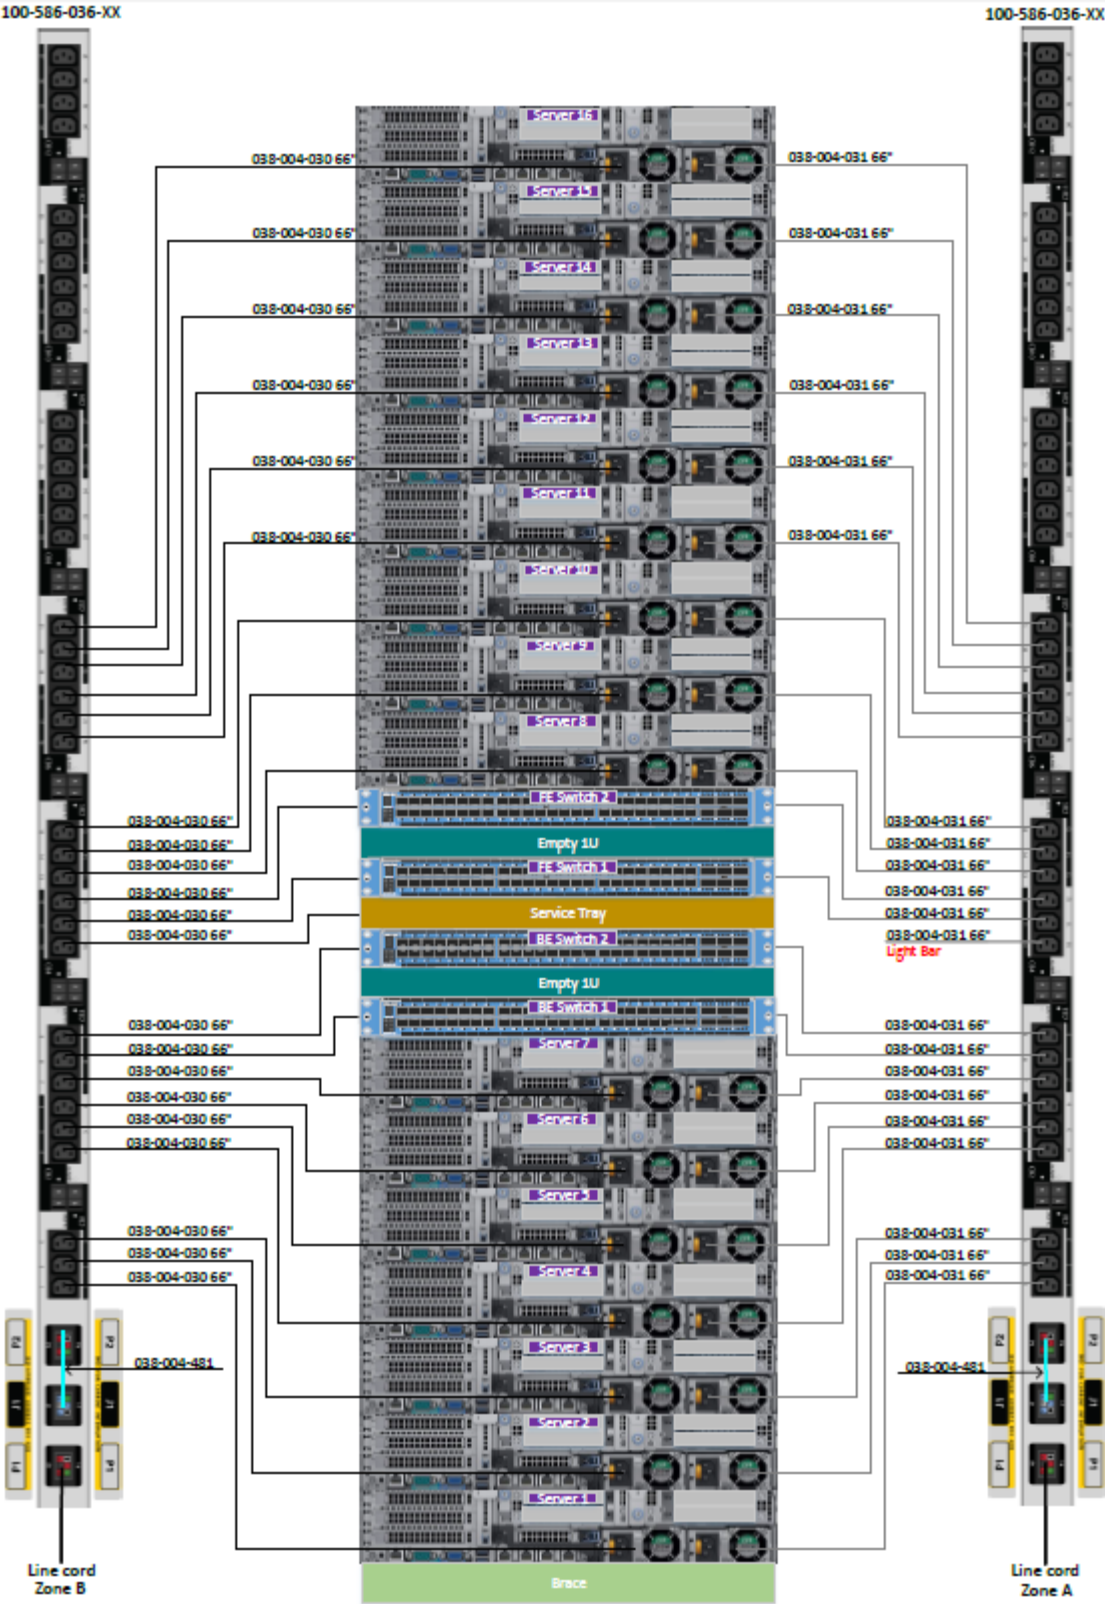 100-586-036-XX
100-586-036-XX
Server 16
038-004-030 66"
038-004-031 66"
Server 15
038-004-030 66"
038-004-031 66"
Server 14
038-004-030 66"
038-004-031 66"
Server 13
038-004-030 66"
038-004-031 66"
Server 12
038-004-030 66"
038-004-031 66"
Server 11
038-004-030 66"
038-004-031 66"
Server 10
Server 9
Server 8
FE Switch 2
038-004-030 66"
038-004-031 66"
Empty 1U
038-004-030 66"
038-004-031 66"
FE Switch 1
038-004-030 66"
038-004-031 66"
038-004-030 66"
038-004-031 66"
Service Tray
038-004-030 66"
038-004-031 66"
BE Switch 2
038-004-030 66"
038-004-031 66"
Light Bar
Empty 1U
BE Switch 1
038-004-030 66"
038-004-031 66"
Server 7
038-004-030 66"
038-004-031 66"
038-004-030 66"
038-004-031 66"
038-004-030 66"
038-004-031 66"
Server 6
038-004-030 66"
038-004-031 66"
038-004-030 66"
038-004-031 66"
Server 5
038-004-030 66"
038-004-031 66"
038-004-030 66"
038-004-031 66"
Server 4
038-004-030 66"
038-004-031 66"
Server 3
P2
P2
P2
P2
038-004-481
038-004-481
Server 2
P1
P1
P1
P1
Server 1
Line cord
Zone B
Line cord
Zone A
Brace